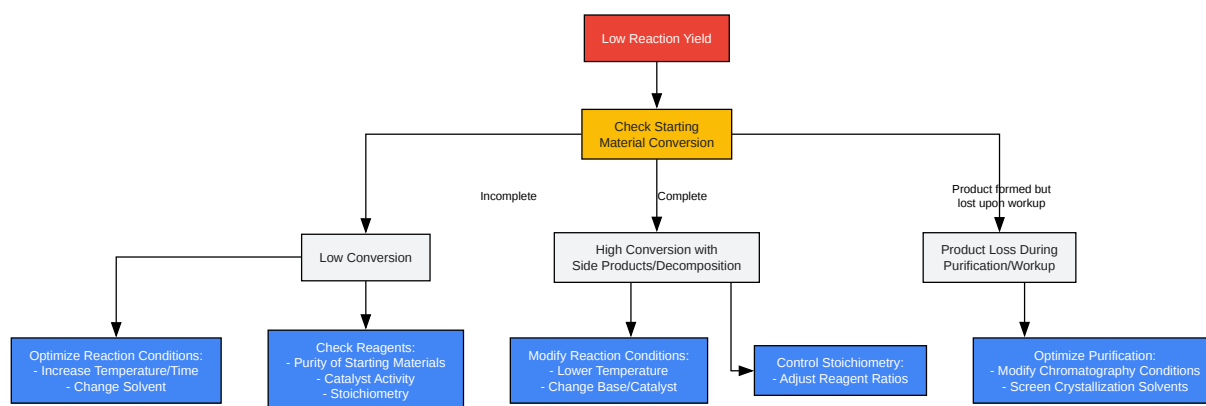 Low Reaction Yield
Check Starting
Material Conversion
Incomplete
Complete
Product formed but
lost upon workup
Low Conversion
High Conversion with
Side Products/Decomposition
Product Loss During
Purification/Workup
Optimize Reaction Conditions:
- Increase Temperature/Time
- Change Solvent
Check Reagents:
- Purity of Starting Materials
- Catalyst Activity
- Stoichiometry
Modify Reaction Conditions:
- Lower Temperature
- Change Base/Catalyst
Control Stoichiometry:
- Adjust Reagent Ratios
Optimize Purification:
- Modify Chromatography Conditions
- Screen Crystallization Solvents